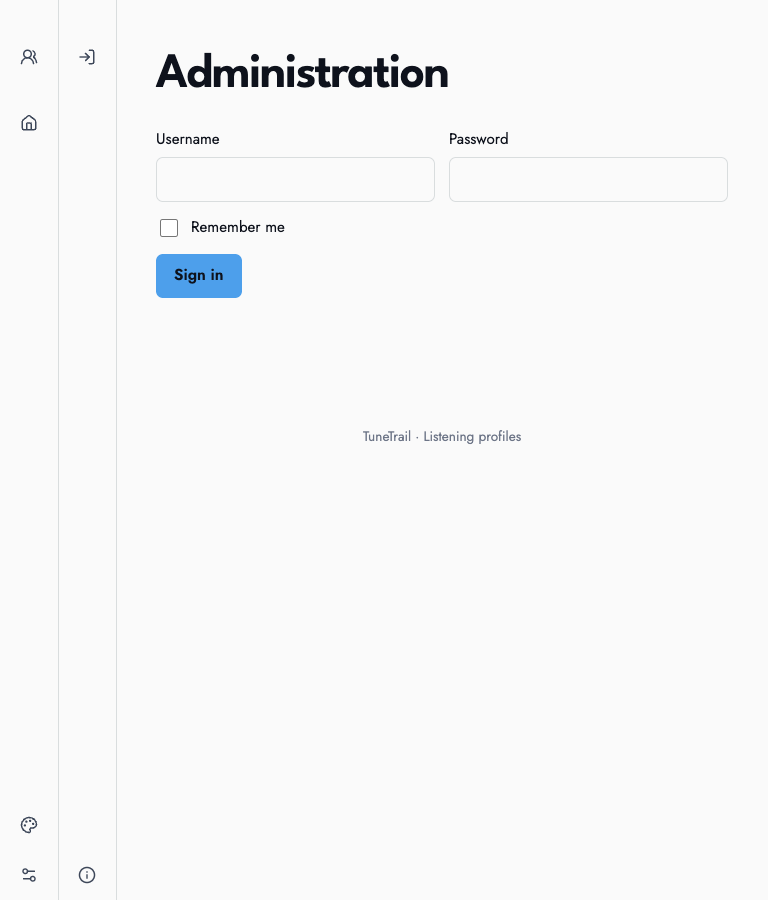 Administration
Username
Password
Remember me
Sign in
TuneTrail · Listening profiles